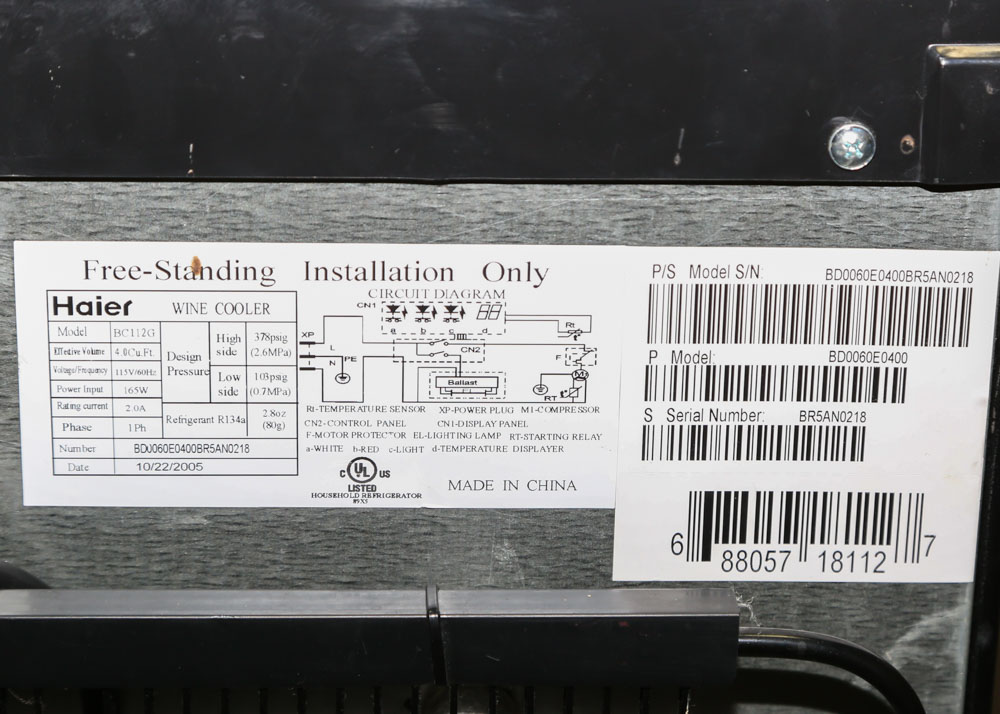 Free-Standing Installation Only
Haier WINE COOLER
Model BC112G
Effective Volume 4.0Cu.Ft.
Voltage/Frequency 115V/60Hz
Power Input 165W
Rating current 2.0A
Phase 1Ph
Design Pressure
High side 378psig (2.6MPa)
Low side 103psig (0.7MPa)
Refrigerant R134a 2.8oz (80g)
Number BD0060E0400BR5AN0218
Date 10/22/2005
CIRCUIT DIAGRAM
CN1
a b c d
XP
L
N
PE
CN2
Rt
F
M1
RT
Ballast
RI-TEMPERATURE SENSOR XP-POWER PLUG M1-COMPRESSOR
CN2-CONTROL PANEL CN1-DISPLAY PANEL
F-MOTOR PROTECTOR EL-LIGHTING LAMP RT-STARTING RELAY
a-WHITE b-RED c-LIGHT d-TEMPERATURE DISPLAYER
C UL US
LISTED
HOUSEHOLD REFRIGERATOR
89X5
MADE IN CHINA
P/S Model S/N: BD0060E0400BR5AN0218
P Model: BD0060E0400
S Serial Number: BR5AN0218
6 88057 18112 7